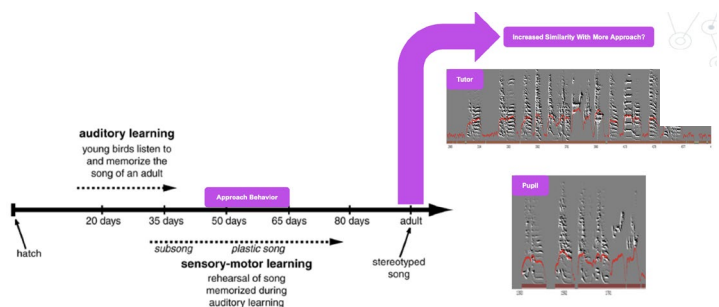 Increased Similarity With More Approach?
Tutor
auditory learning
young birds listen to
and memorize the
song of an adult
Approach Behavior
Pupil
20 days
35 days
50 days
65 days
80 days
adult
hatch
subsong
plastic song
sensory-motor learning
rehearsal of song
memorized during
auditory learning
stereotyped
song